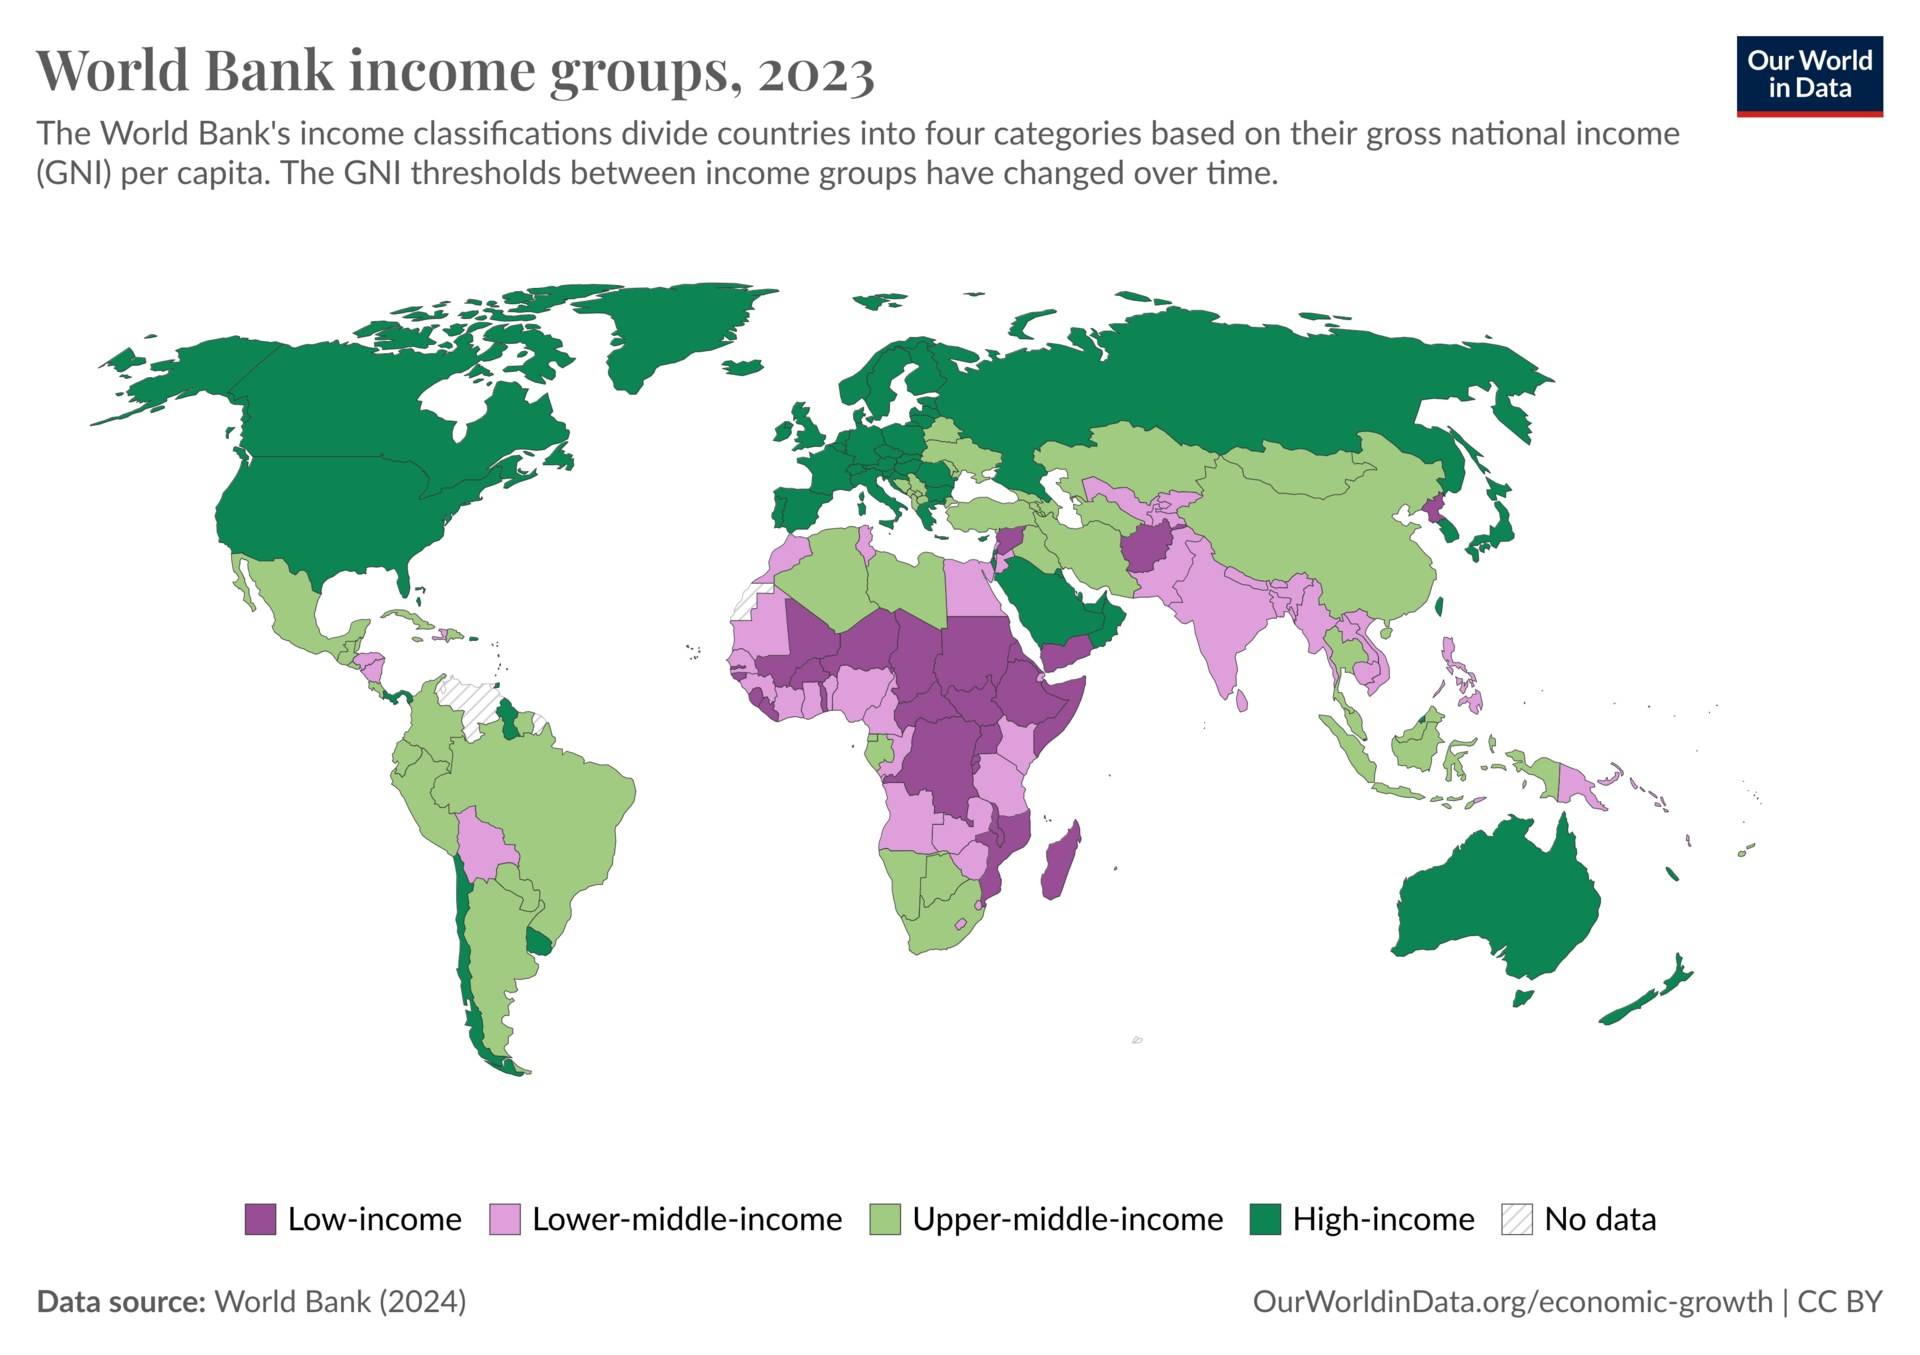 World Bank income groups, 2023
Our World
in Data
The World Bank's income classifications divide countries into four categories based on their gross national income
(GNI) per capita. The GNI thresholds between income groups have changed over time.
Low-income
Lower-middle-income
Upper-middle-income
High-income
No data
Data source: World Bank (2024)
OurWorldinData.org/economic-growth | CC BY